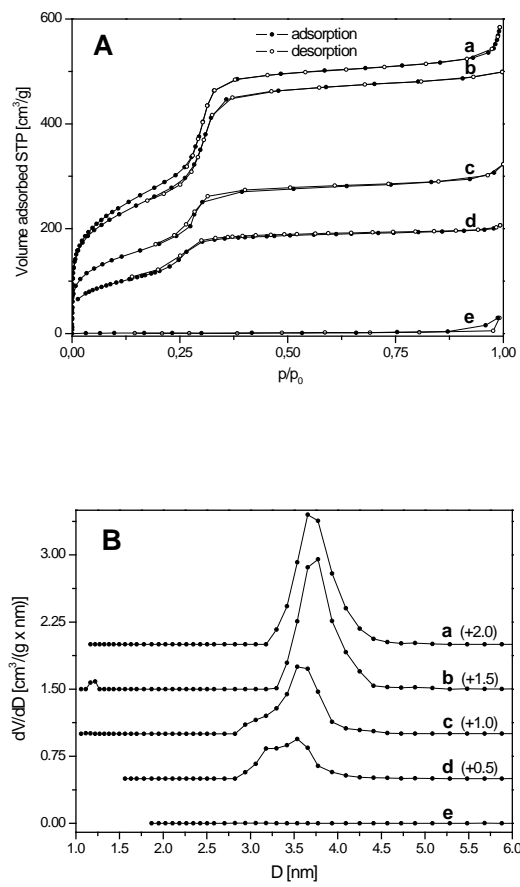 A
adsorption
desorption
a
b
c
d
e
Volume adsorbed STP [cm³/g]
600
400
200
0
0,00 0,25 0,50 0,75 1,00
p/p₀
B
dV/dD [cm³/(g x nm)]
3.00
2.25
1.50
0.75
0.00
a (+2.0)
b (+1.5)
c (+1.0)
d (+0.5)
e
1.0 1.5 2.0 2.5 3.0 3.5 4.0 4.5 5.0 5.5 6.0
D [nm]